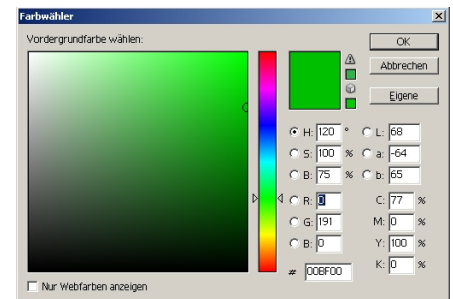 Farbwähler
Vordergrundfarbe wählen:
OK
Abbrechen
Eigene
H: 120 °
L: 68
S: 100 %
a: -64
B: 75 %
b: 65
R: 0
C: 77 %
G: 191
M: 0 %
B: 0
Y: 100 %
# 00BF00
K: 0 %
Nur Webfarben anzeigen